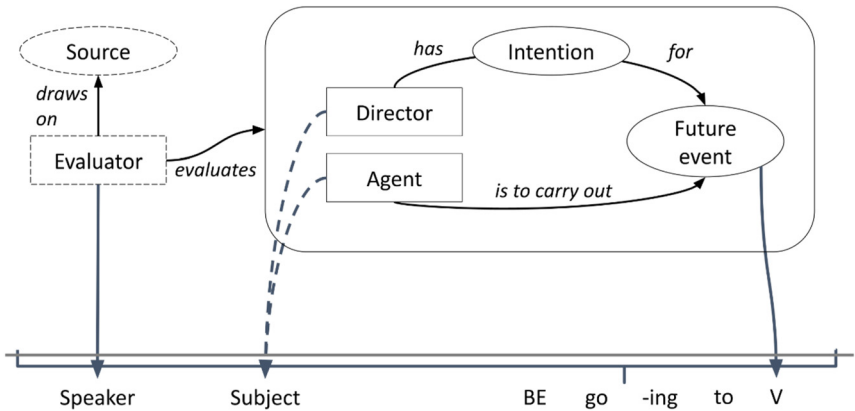 Source
draws
on
Evaluator
evaluates
has
Intention
for
Director
Future
event
Agent
is to carry out
Speaker
Subject
BE go -ing to V